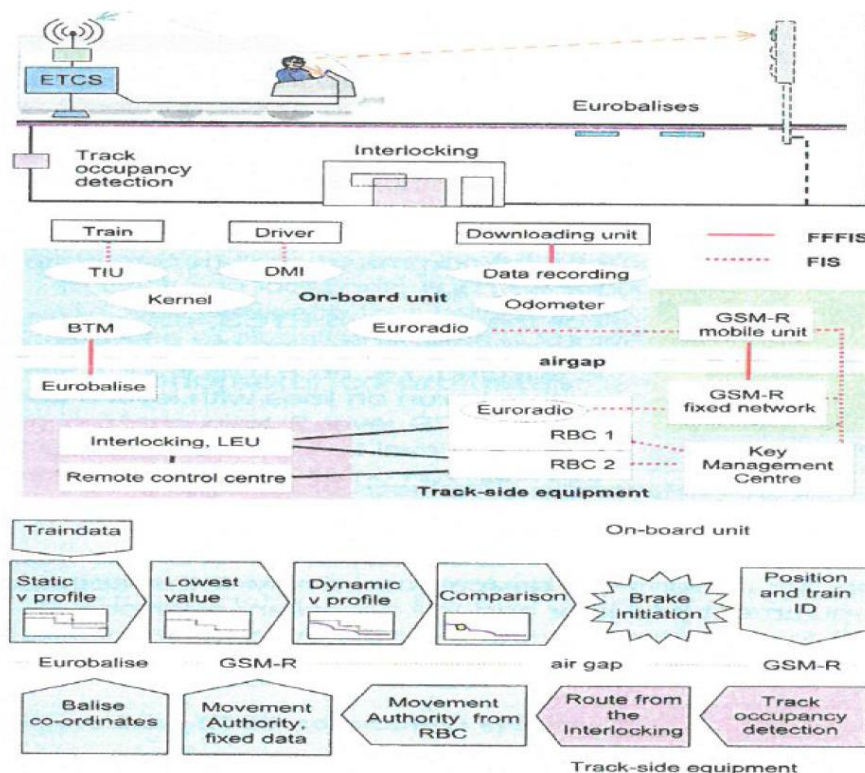 ETCS
Eurobalises
Track
occupancy
detection
Interlocking
Train
Driver
Downloading unit
FFFIS
FIS
TIU
DMI
Data recording
Kernel
On-board unit
Odometer
BTM
Euroradio
GSM-R
mobile unit
airgap
Eurobalise
Euroradio
GSM-R
fixed network
Interlocking, LEU
RBC 1
RBC 2
Key
Management
Centre
Remote control centre
Track-side equipment
Traindata
On-board unit
Static
v profile
Lowest
value
Dynamic
v profile
Comparison
Brake
initiation
Position
and train
ID
Eurobalise
GSM-R
air gap
GSM-R
Balise
co-ordinates
Movement
Authority,
fixed data
Movement
Authority from
RBC
Route from
the
Interlocking
Track
occupancy
detection
Track-side equipment